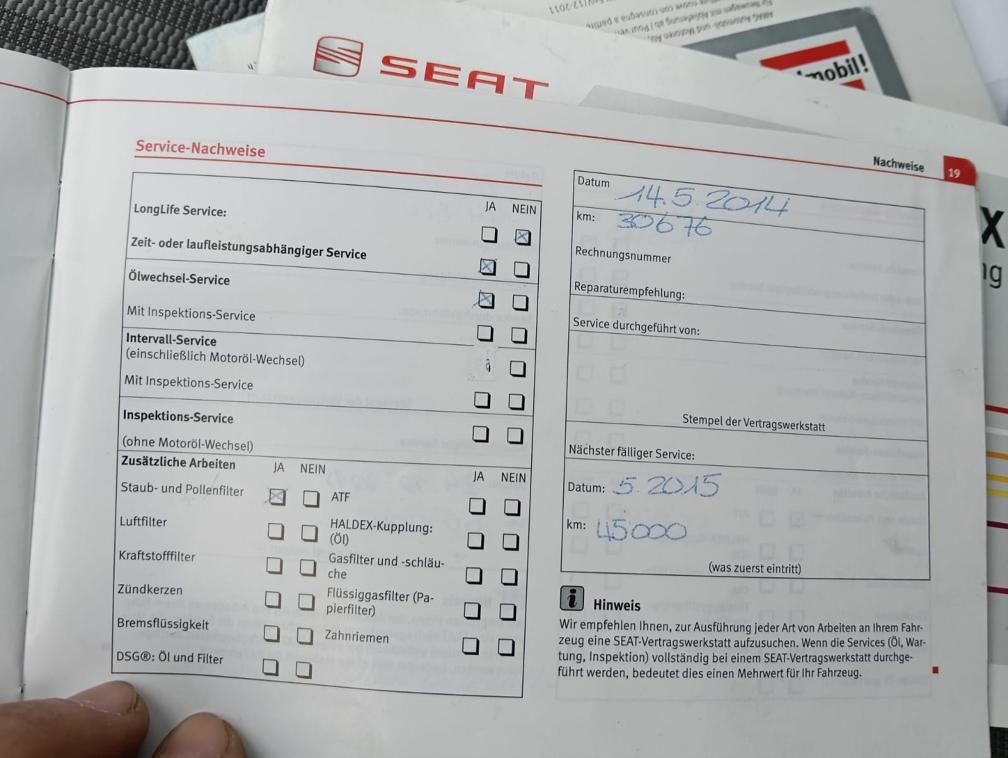 SEAT
mobil!
Service-Nachweise
Nachweise
19
JA NEIN
LongLife Service:
Zeit- oder laufleistungsabhängiger Service
Ölwechsel-Service
Mit Inspektions-Service
Intervall-Service
(einschließlich Motoröl-Wechsel)
Mit Inspektions-Service
Inspektions-Service
(ohne Motoröl-Wechsel)
Zusätzliche Arbeiten JA NEIN JA NEIN
Staub- und Pollenfilter ATF
Luftfilter HALDEX-Kupplung:
(Öl)
Kraftstofffilter Gasfilter und -schläu-
che
Zündkerzen Flüssiggasfilter (Pa-
pierfilter)
Bremsflüssigkeit Zahnriemen
DSG®: Öl und Filter
Datum 14.5.2014
km: 30676
Rechnungsnummer
Reparaturempfehlung:
Service durchgeführt von:
Stempel der Vertragswerkstatt
Nächster fälliger Service:
Datum: 5.2015
km: 45000
(was zuerst eintritt)
i Hinweis
Wir empfehlen Ihnen, zur Ausführung jeder Art von Arbeiten an Ihrem Fahr-
zeug eine SEAT-Vertragswerkstatt aufzusuchen. Wenn die Services (Öl, War-
tung, Inspektion) vollständig bei einem SEAT-Vertragswerkstatt durchge-
führt werden, bedeutet dies einen Mehrwert für Ihr Fahrzeug.